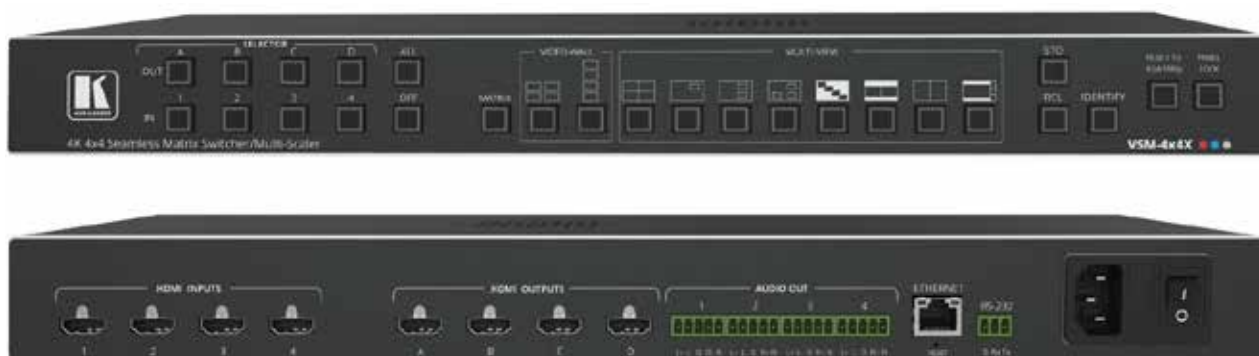 SELECTOR
VIDEO-WALL
MULTI-VIEW
A B C D ALL
OUT
STO
PANEL LOCK
1 2 3 4 OFF
IN
MATRIX
RCL IDENTIFY
K
4K 4x4 Seamless Matrix Switcher/Multi-Scaler
VSM-4x4X
HDMI INPUTS
HDMI OUTPUTS
AUDIO OUT
ETHERNET
RS-232
1 2 3 4
I
O
1 2 3 4
A B C D
RESET